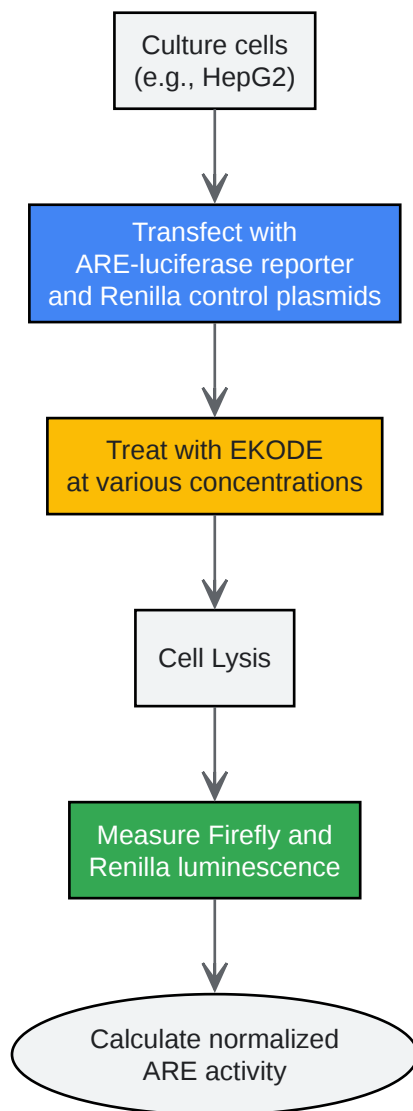 Culture cells
(e.g., HepG2)
Transfect with
ARE-luciferase reporter
and Renilla control plasmids
Treat with EKODE
at various concentrations
Cell Lysis
Measure Firefly and
Renilla luminescence
Calculate normalized
ARE activity